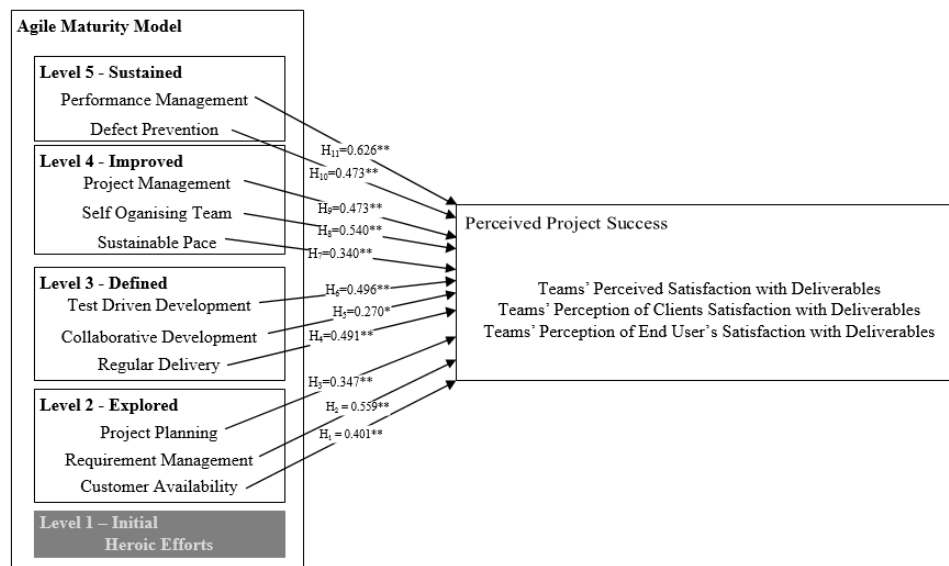 Agile Maturity Model
Level 5 - Sustained
Performance Management
Defect Prevention
Level 4 - Improved
Project Management
Self Oganising Team
Sustainable Pace
Level 3 - Defined
Test Driven Development
Collaborative Development
Regular Delivery
Level 2 - Explored
Project Planning
Requirement Management
Customer Availability
Level 1 – Initial
Heroic Efforts
H₁₁=0.626**
H₁₀=0.473**
H₉=0.473**
H₈=0.540**
H₇=0.340**
H₆=0.496**
H₅=0.270*
H₄=0.491**
H₃=0.347**
H₂ = 0.559**
H₁ = 0.401**
Perceived Project Success
Teams’ Perceived Satisfaction with Deliverables
Teams’ Perception of Clients Satisfaction with Deliverables
Teams’ Perception of End User’s Satisfaction with Deliverables